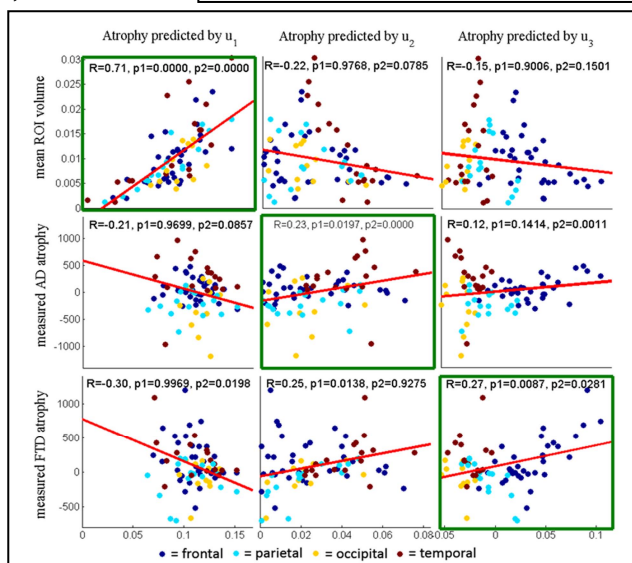 Atrophy predicted by u1 Atrophy predicted by u2 Atrophy predicted by u3
mean ROI volume
0.03
0.025
0.02
0.015
0.01
0.005
0
R=0.71, p1=0.0000, p2=0.0000
R=-0.22, p1=0.9768, p2=0.0785
R=-0.15, p1=0.9006, p2=0.1501
measured AD atrophy
1000
500
0
-500
-1000
R=-0.21, p1=0.9699, p2=0.0857
R=0.23, p1=0.0197, p2=0.0000
R=0.12, p1=0.1414, p2=0.0011
measured FTD atrophy
1000
500
0
-500
R=-0.30, p1=0.9969, p2=0.0198
R=0.25, p1=0.0138, p2=0.9275
R=0.27, p1=0.0087, p2=0.0281
0 0.05 0.1 0.15 0 0.02 0.04 0.06 0.08 0.05 0 0.05 0.1
= frontal = parietal = occipital = temporal